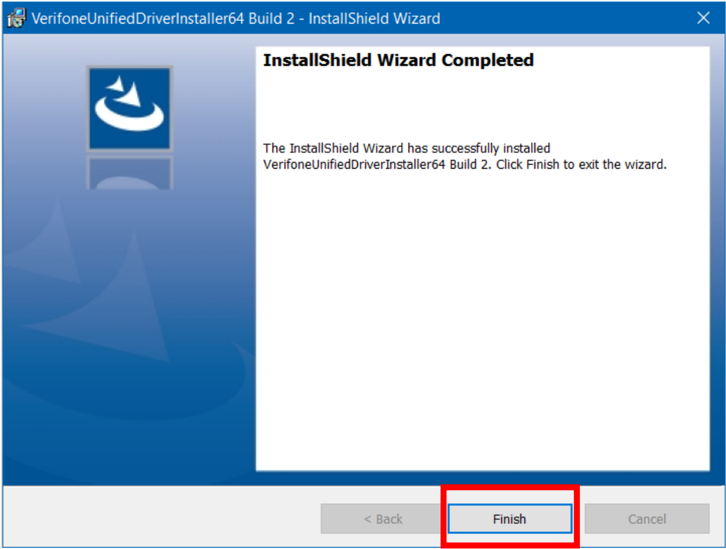 VerifoneUnifiedDriverInstaller64 Build 2 - InstallShield Wizard
InstallShield Wizard Completed
The InstallShield Wizard has successfully installed
VerifoneUnifiedDriverInstaller64 Build 2. Click Finish to exit the wizard.
< Back
Finish
Cancel